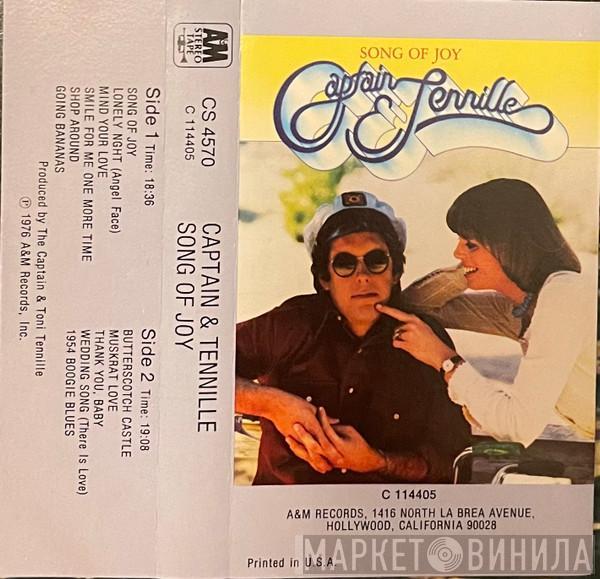 A&M
STEREO
TAPE
CS 4570
C 114405
CAPTAIN & TENNILLE
SONG OF JOY
Side 1 Time: 18:36
SONG OF JOY
LONELY NGHT (Angel Face)
MIND YOUR LOVE
SMILE FOR ME ONE MORE TIME
SHOP AROUND
GOING BANANAS
Side 2 Time: 19:08
BUTTERSCOTCH CASTLE
MUSKRAT LOVE
THANK YOU, BABY
WEDDING SONG (There Is Love)
1954 BOOGIE BLUES
Produced by The Captain & Toni Tennille
Ⓟ 1976 A&M Records, Inc.
SONG OF JOY
Captain
& Tennille
C 114405
A&M RECORDS, 1416 NORTH LA BREA AVENUE,
HOLLYWOOD, CALIFORNIA 90028
Printed in U.S.A.
МАРКЕТ ВИНИЛА